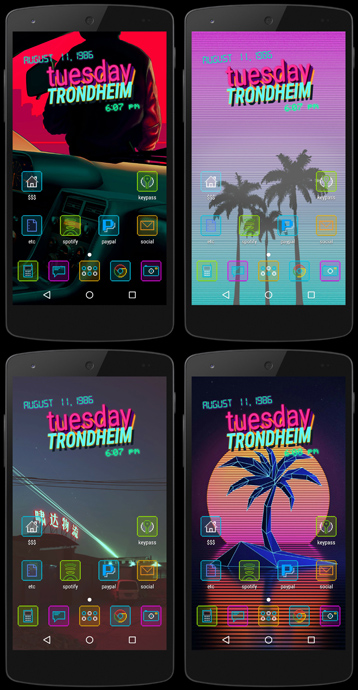 AUGUST 11, 1986
tuesday
TRONDHEIM
6:07 PM
$$$
keypass
etc
spotify
paypal
social
AUGUST 11, 1986
tuesday
TRONDHEIM
6:07 PM
$$$
keypass
etc
spotify
paypal
social
AUGUST 11, 1986
tuesday
TRONDHEIM
6:07 PM
$$$
keypass
etc
spotify
paypal
social
AUGUST 11, 1986
tuesday
TRONDHEIM
6:07 PM
$$$
keypass
etc
spotify
paypal
social